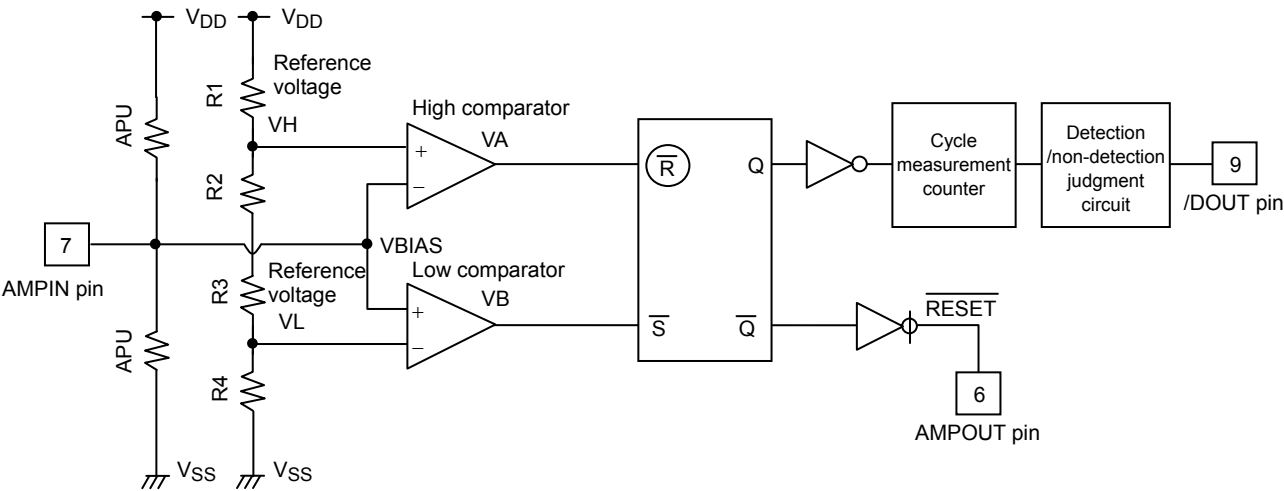 VDD
VDD
Reference
voltage
R1
APU
VH
High comparator
VA
+
−
R2
7
AMPIN pin
VBIAS
Reference
voltage
R3
VL
Low comparator
VB
+
−
APU
R4
VSS
VSS
R̅
Q
S̅
Q̅
Cycle
measurement
counter
Detection
/non-detection
judgment
circuit
9
/DOUT pin
R̅E̅S̅E̅T̅
6
AMPOUT pin